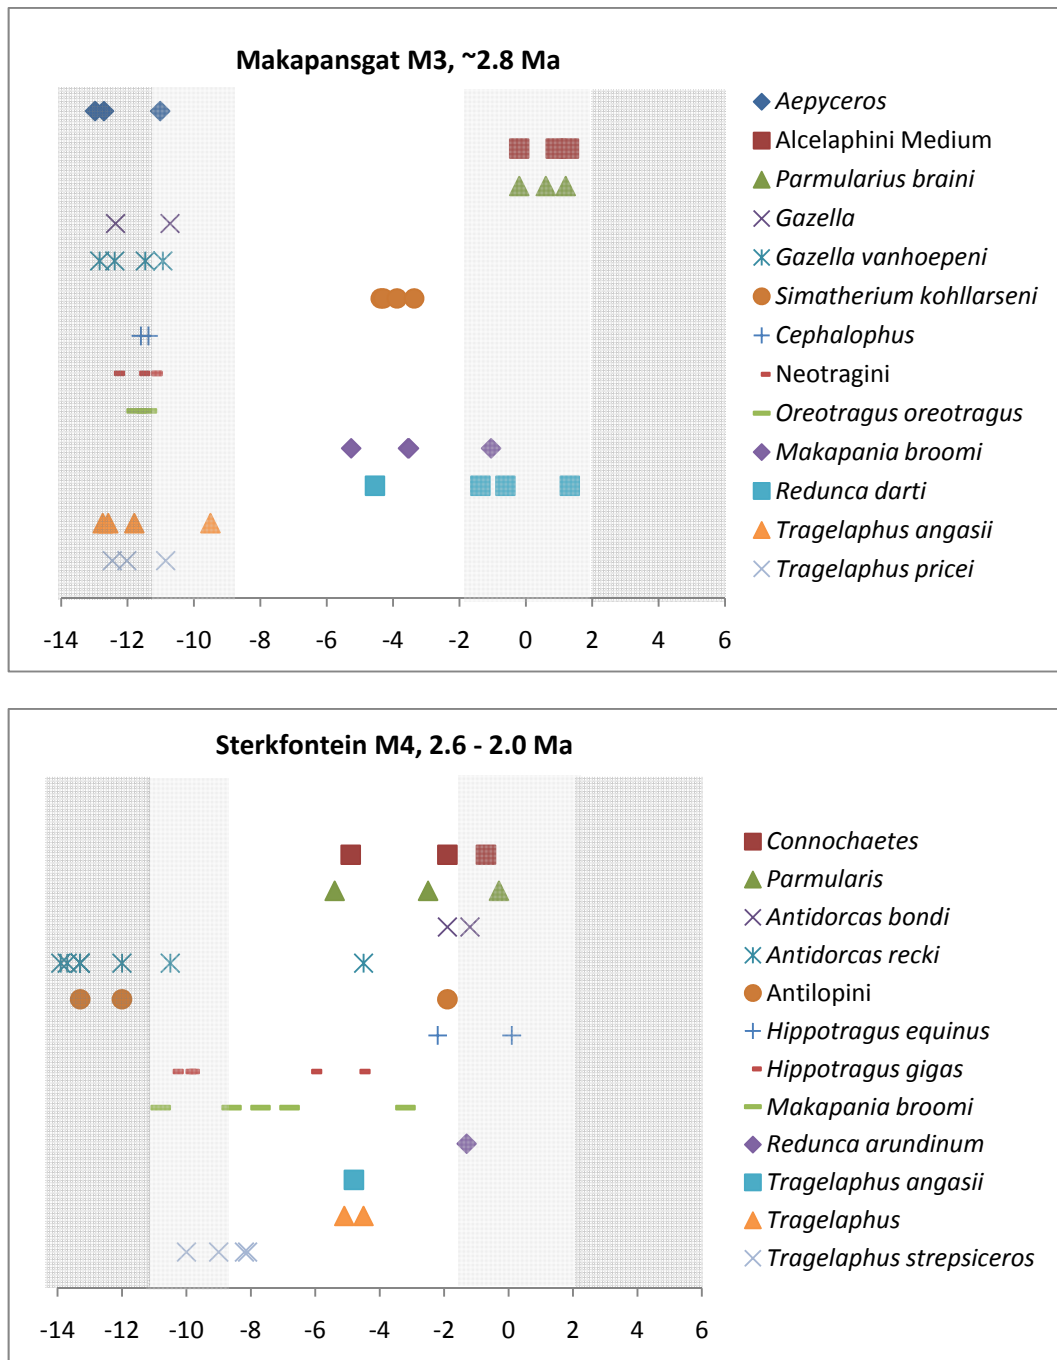 Makapansgat M3, ~2.8 Ma
Aepyceros
Alcelaphini Medium
Parmularius braini
Gazella
Gazella vanhoepeni
Simatherium kohllarseni
Cephalophus
Neotragini
Oreotragus oreotragus
Makapania broomi
Redunca darti
Tragelaphus angasii
Tragelaphus pricei
-14 -12 -10 -8 -6 -4 -2 0 2 4 6
Sterkfontein M4, 2.6 - 2.0 Ma
Connochaetes
Parmularis
Antidorcas bondi
Antidorcas recki
Antilopini
Hippotragus equinus
Hippotragus gigas
Makapania broomi
Redunca arundinum
Tragelaphus angasii
Tragelaphus
Tragelaphus strepsiceros
-14 -12 -10 -8 -6 -4 -2 0 2 4 6